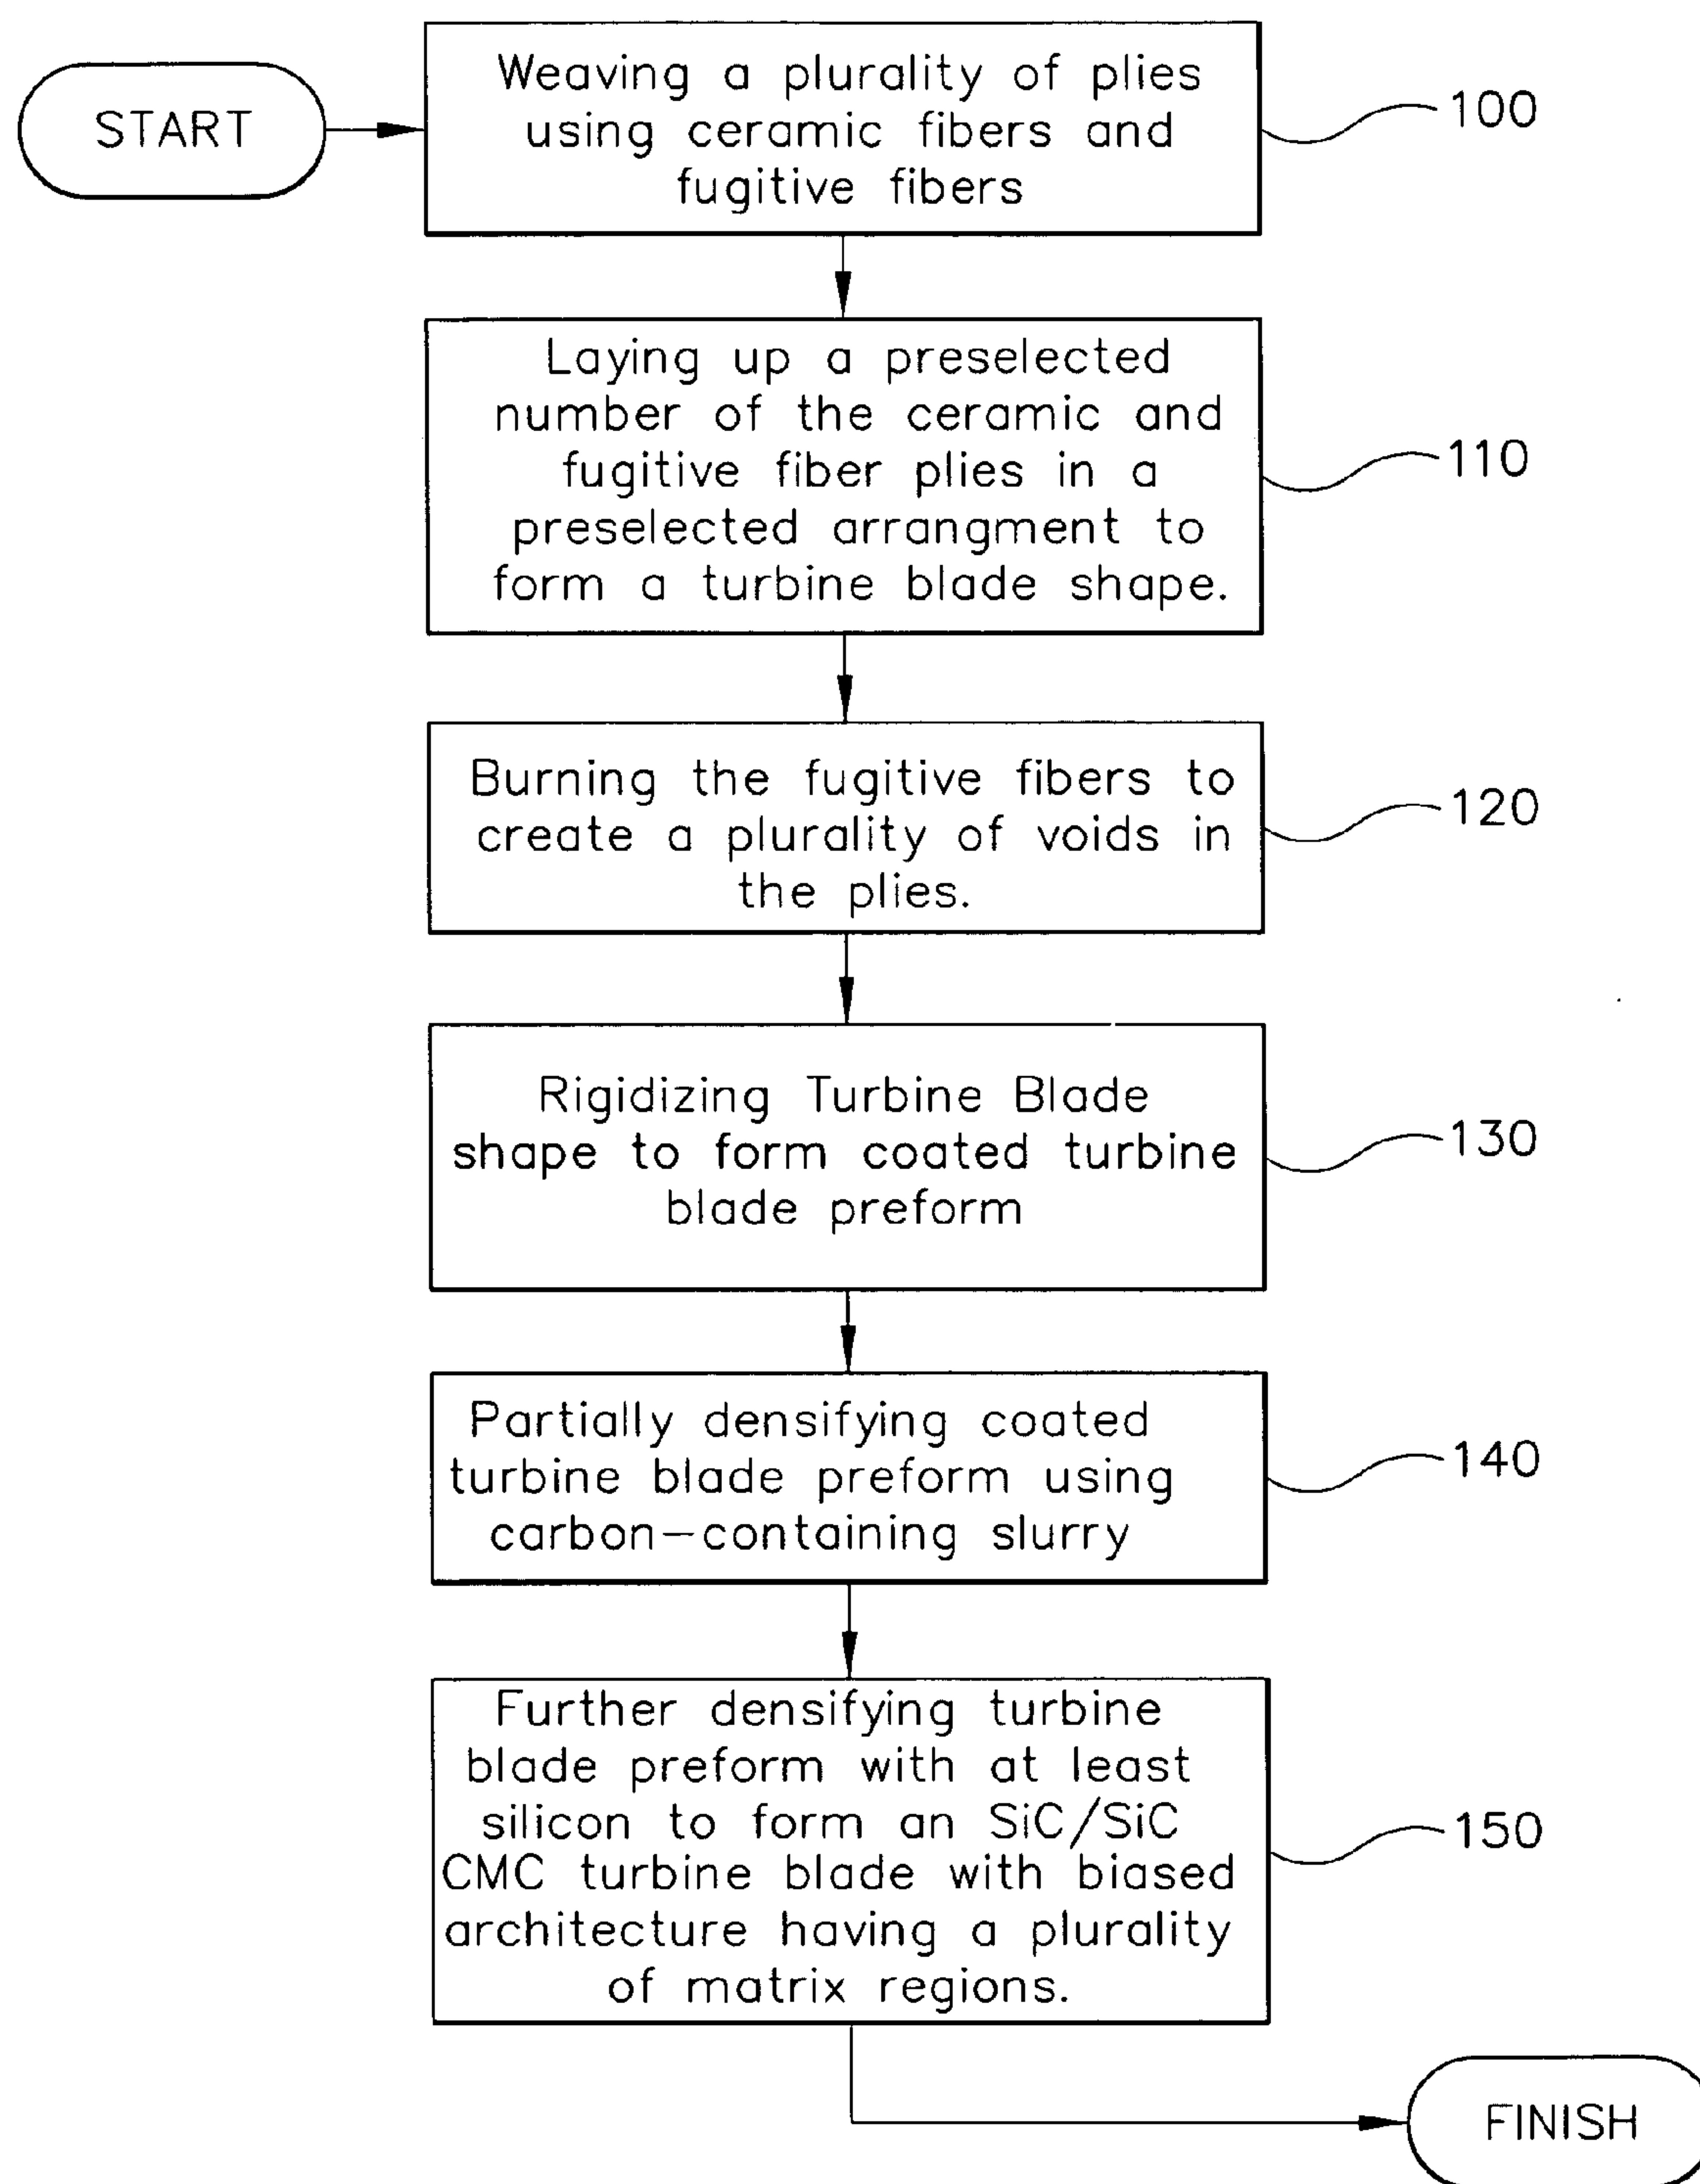 START
Weaving a plurality of plies
using ceramic fibers and
fugitive fibers
100
Laying up a preselected
number of the ceramic and
fugitive fiber plies in a
preselected arrangment to
form a turbine blade shape.
110
Burning the fugitive fibers to
create a plurality of voids in
the plies.
120
Rigidizing Turbine Blade
shape to form coated turbine
blade preform
130
Partially densifying coated
turbine blade preform using
carbon-containing slurry
140
Further densifying turbine
blade preform with at least
silicon to form an SiC/SiC
CMC turbine blade with biased
architecture having a plurality
of matrix regions.
150
FINISH